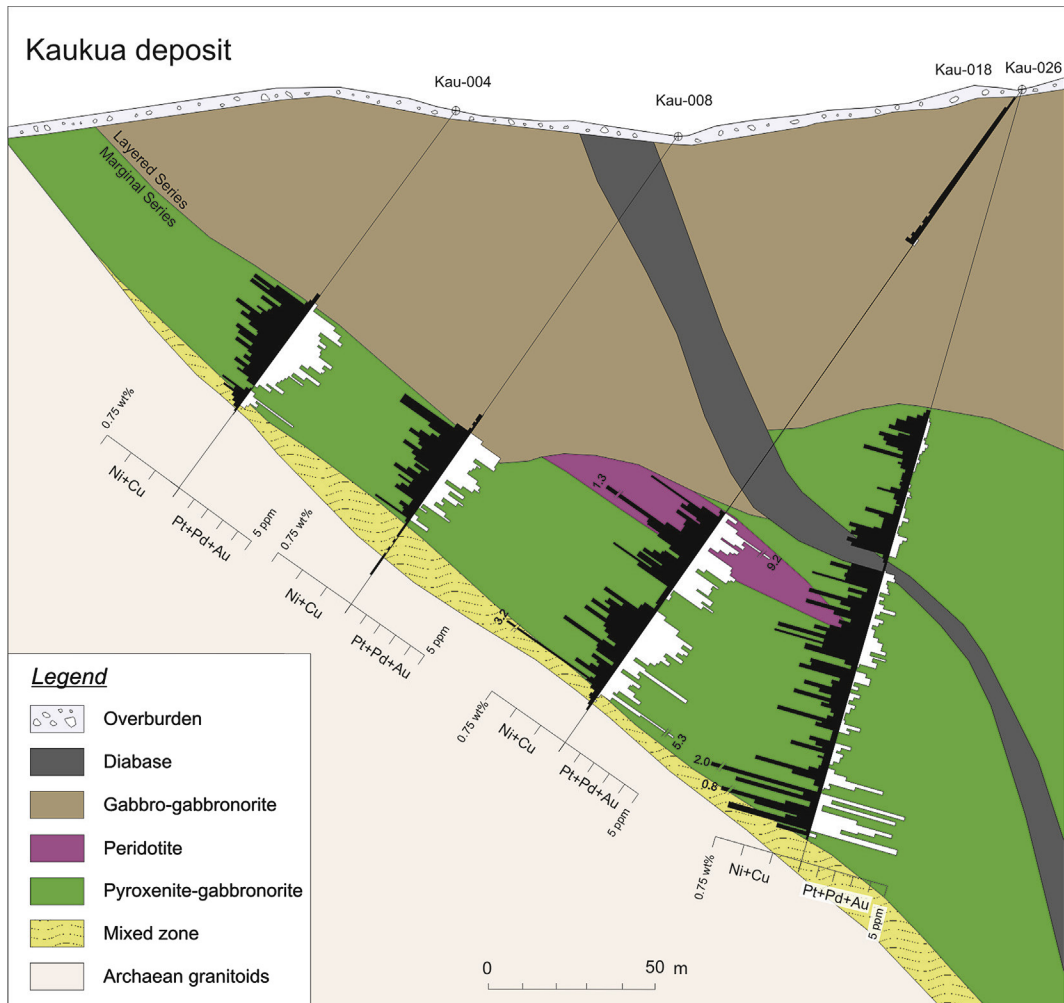 Kaukua deposit
Kau-004
Kau-008
Kau-018
Kau-026
Layered Series
Marginal Series
0.75 wt%
Ni+Cu
Pt+Pd+Au
5 ppm
0.75 wt%
Ni+Cu
Pt+Pd+Au
5 ppm
1.3
9.2
3.2
5.3
0.75 wt%
Ni+Cu
Pt+Pd+Au
5 ppm
2.0
0.8
0.75 wt%
Ni+Cu
Pt+Pd+Au
5 ppm
Legend
Overburden
Diabase
Gabbro-gabbronorite
Peridotite
Pyroxenite-gabbronorite
Mixed zone
Archaean granitoids
0 50 m